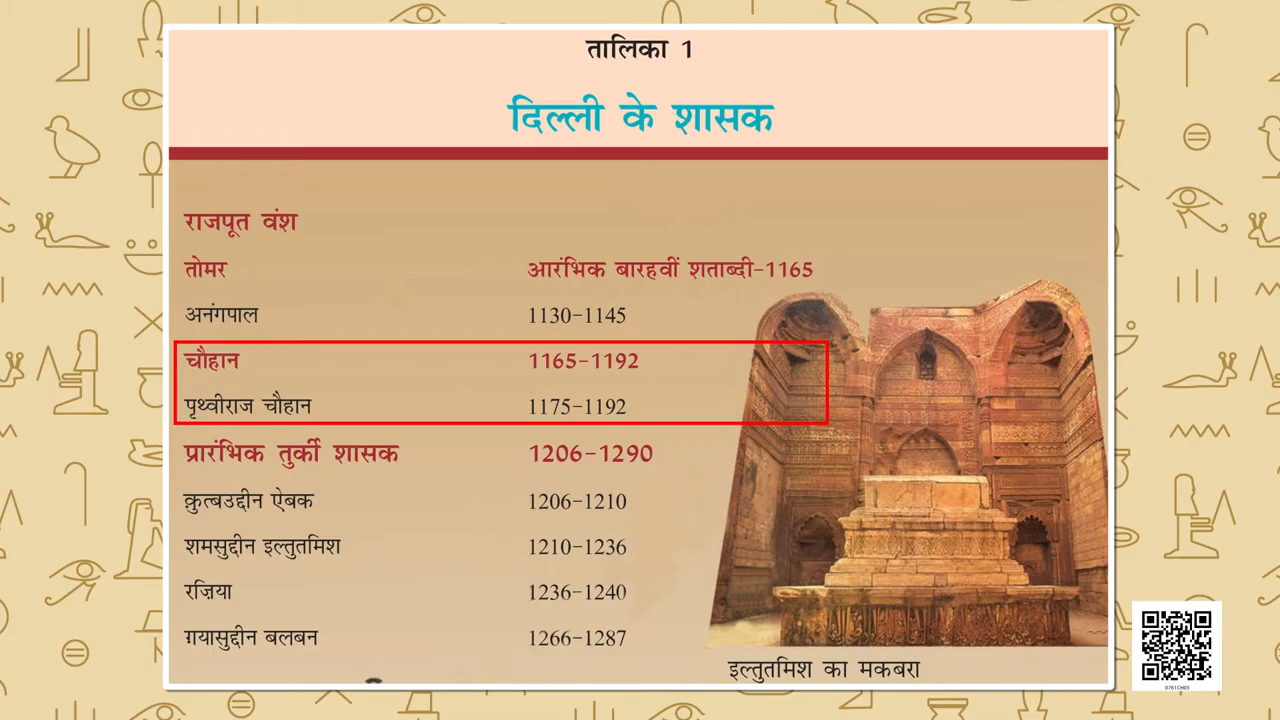 तालिका 1
दिल्ली के शासक
राजपूत वंश
तोमर आरंभिक बारहवीं शताब्दी-1165
अनंगपाल 1130-1145
चौहान 1165-1192
पृथ्वीराज चौहान 1175-1192
प्रारंभिक तुर्की शासक 1206-1290
क़ुत्बउद्दीन ऐबक 1206-1210
शमसुद्दीन इल्तुतमिश 1210-1236
रज़िया 1236-1240
ग़यासुद्दीन बलबन 1266-1287
इल्तुतमिश का मकबरा
0761CH03